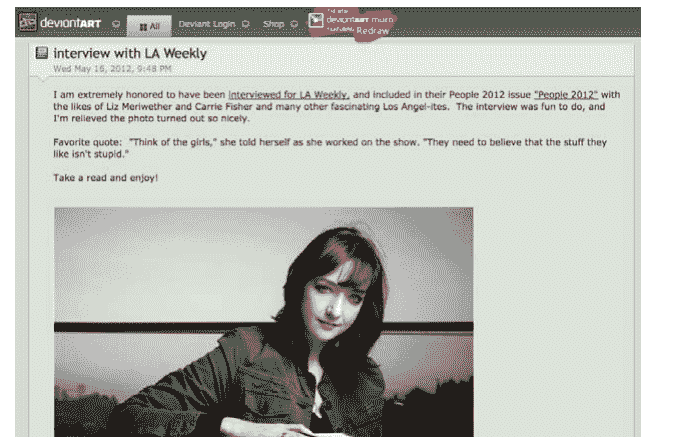 deviantART All Deviant Login Shop deviantART muro
Redraw
interview with LA Weekly
Wed May 16, 2012, 9:48 PM
I am extremely honored to have been interviewed for LA Weekly, and included in their People 2012 issue "People 2012" with
the likes of Liz Meriwether and Carrie Fisher and many other fascinating Los Angel-ites. The interview was fun to do, and
I'm relieved the photo turned out so nicely.
Favorite quote: "Think of the girls," she told herself as she worked on the show. "They need to believe that the stuff they
like isn't stupid."
Take a read and enjoy!